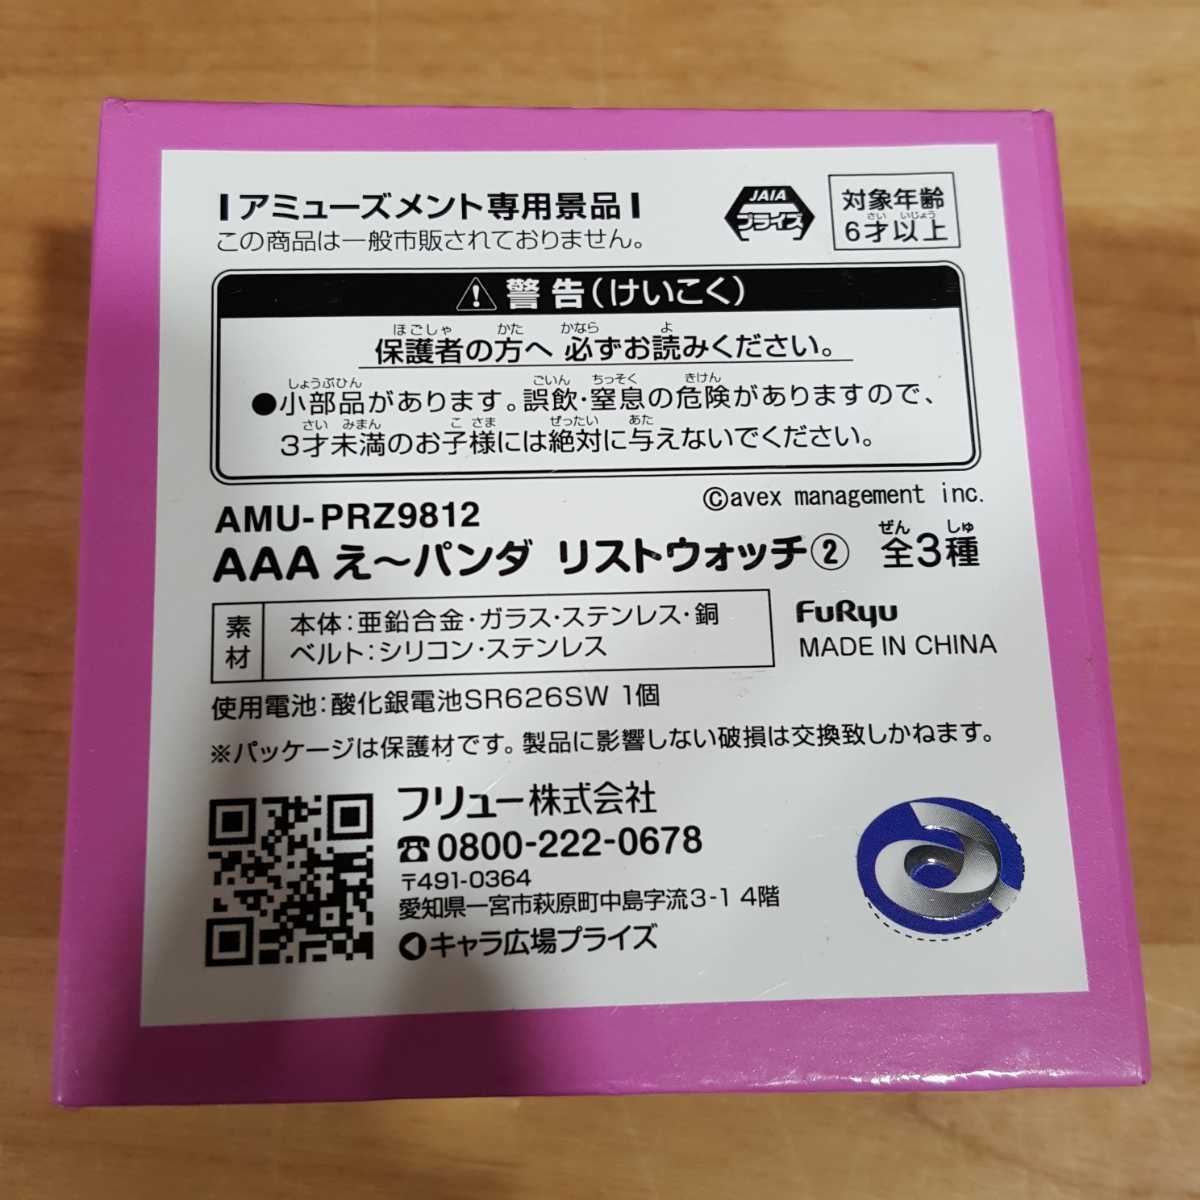 アミューズメント専用景品
この商品は一般市販されておりません。
JAIA
プライズ
対象年齢
さい いじょう
6才以上
警告(けいこく)
ほごしゃ かた かなら よ
保護者の方へ 必ずお読みください。
しょうぶひん ごいん ちっそく きけん
●小部品があります。誤飲・窒息の危険がありますので、
さい みまん こ さま ぜったい あた
3才未満のお子様には絶対に与えないでください。
©avex management inc.
AMU-PRZ9812
ぜん しゅ
AAA え〜パンダ リストウォッチ② 全3種
素材
本体:亜鉛合金・ガラス・ステンレス・銅
ベルト:シリコン・ステンレス
FuRyu
MADE IN CHINA
使用電池:酸化銀電池SR626SW 1個
※パッケージは保護材です。製品に影響しない破損は交換致しかねます。
フリュー株式会社
☎0800-222-0678
〒491-0364
愛知県一宮市萩原町中島字流3-1 4階
キャラ広場プライズ